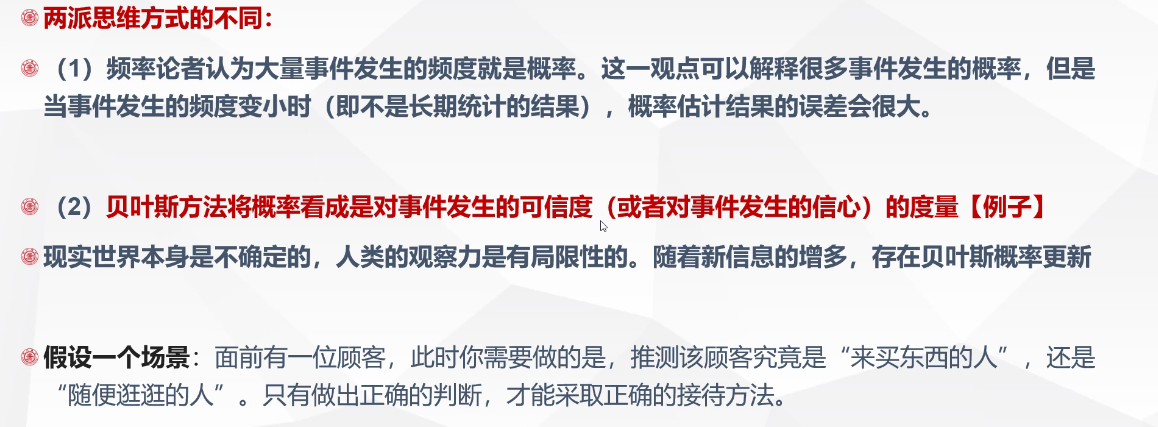 两派思维方式的不同：
（1）频率论者认为大量事件发生的频度就是概率。这一观点可以解释很多事件发生的概率，但是
当事件发生的频度变小时（即不是长期统计的结果），概率估计结果的误差会很大。
（2）贝叶斯方法将概率看成是对事件发生的可信度（或者对事件发生的信心）的度量【例子】
现实世界本身是不确定的，人类的观察力是有局限性的。随着新信息的增多，存在贝叶斯概率更新
假设一个场景：面前有一位顾客，此时你需要做的是，推测该顾客究竟是“来买东西的人”，还是
“随便逛逛的人”。只有做出正确的判断，才能采取正确的接待方法。